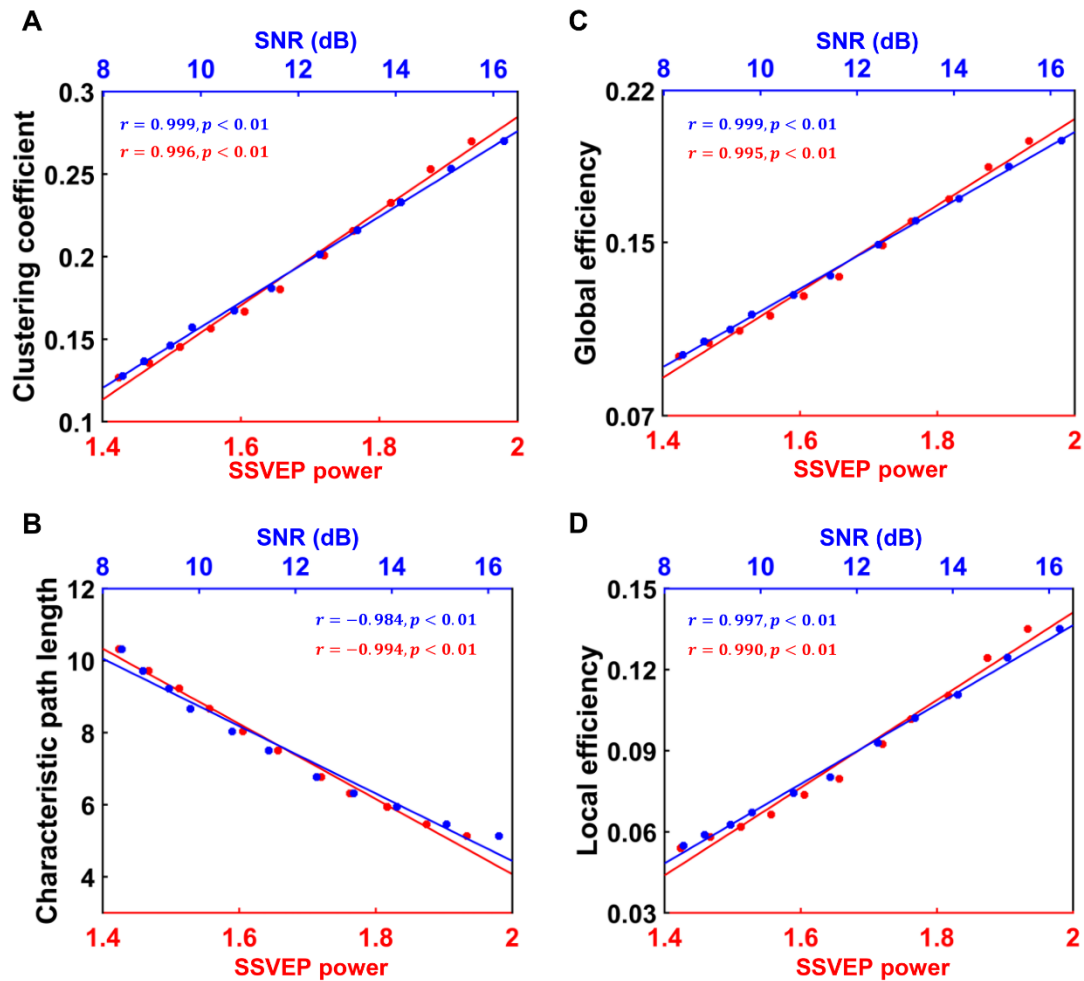 A
SNR (dB)
8 10 12 14 16
Clustering coefficient
0.3
0.25
0.2
0.15
0.1
r = 0.999, p < 0.01
r = 0.996, p < 0.01
1.4 1.6 1.8 2
SSVEP power
C
SNR (dB)
8 10 12 14 16
Global efficiency
0.22
0.15
0.07
r = 0.999, p < 0.01
r = 0.995, p < 0.01
1.4 1.6 1.8 2
SSVEP power
B
SNR (dB)
8 10 12 14 16
Characteristic path length
12
10
8
6
4
r = −0.984, p < 0.01
r = −0.994, p < 0.01
1.4 1.6 1.8 2
SSVEP power
D
SNR (dB)
8 10 12 14 16
Local efficiency
0.15
0.12
0.09
0.06
0.03
r = 0.997, p < 0.01
r = 0.990, p < 0.01
1.4 1.6 1.8 2
SSVEP power